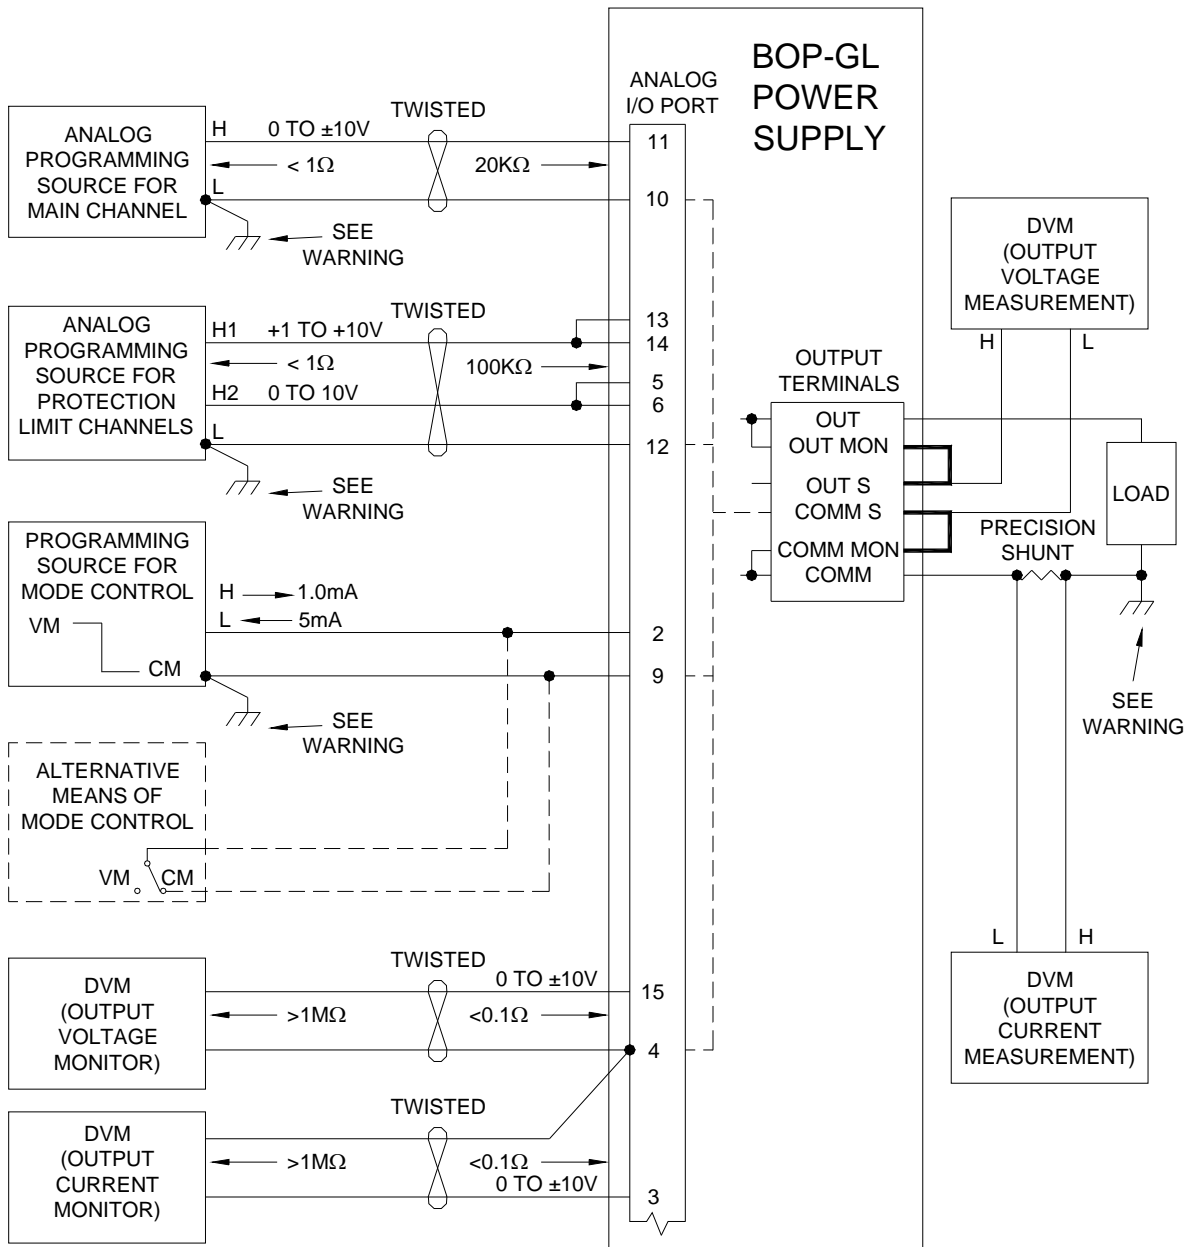 BOP-GL
POWER
SUPPLY
ANALOG
I/O PORT
ANALOG
PROGRAMMING
SOURCE FOR
MAIN CHANNEL
H 0 TO ±10V
TWISTED
< 1Ω
20KΩ
L
SEE
WARNING
11
10
ANALOG
PROGRAMMING
SOURCE FOR
PROTECTION
LIMIT CHANNELS
TWISTED
H1 +1 TO +10V
< 1Ω
100KΩ
H2 0 TO 10V
L
SEE
WARNING
13
14
5
6
12
PROGRAMMING
SOURCE FOR
MODE CONTROL
VM
CM
H 1.0mA
L 5mA
SEE
WARNING
2
9
ALTERNATIVE
MEANS OF
MODE CONTROL
VM CM
DVM
(OUTPUT
VOLTAGE
MONITOR)
TWISTED
0 TO ±10V
>1MΩ
<0.1Ω
15
4
DVM
(OUTPUT
CURRENT
MONITOR)
TWISTED
>1MΩ
<0.1Ω
0 TO ±10V
3
OUTPUT
TERMINALS
OUT
OUT MON
OUT S
COMM S
COMM MON
COMM
DVM
(OUTPUT
VOLTAGE
MEASUREMENT)
H L
LOAD
PRECISION
SHUNT
SEE
WARNING
L H
DVM
(OUTPUT
CURRENT
MEASUREMENT)